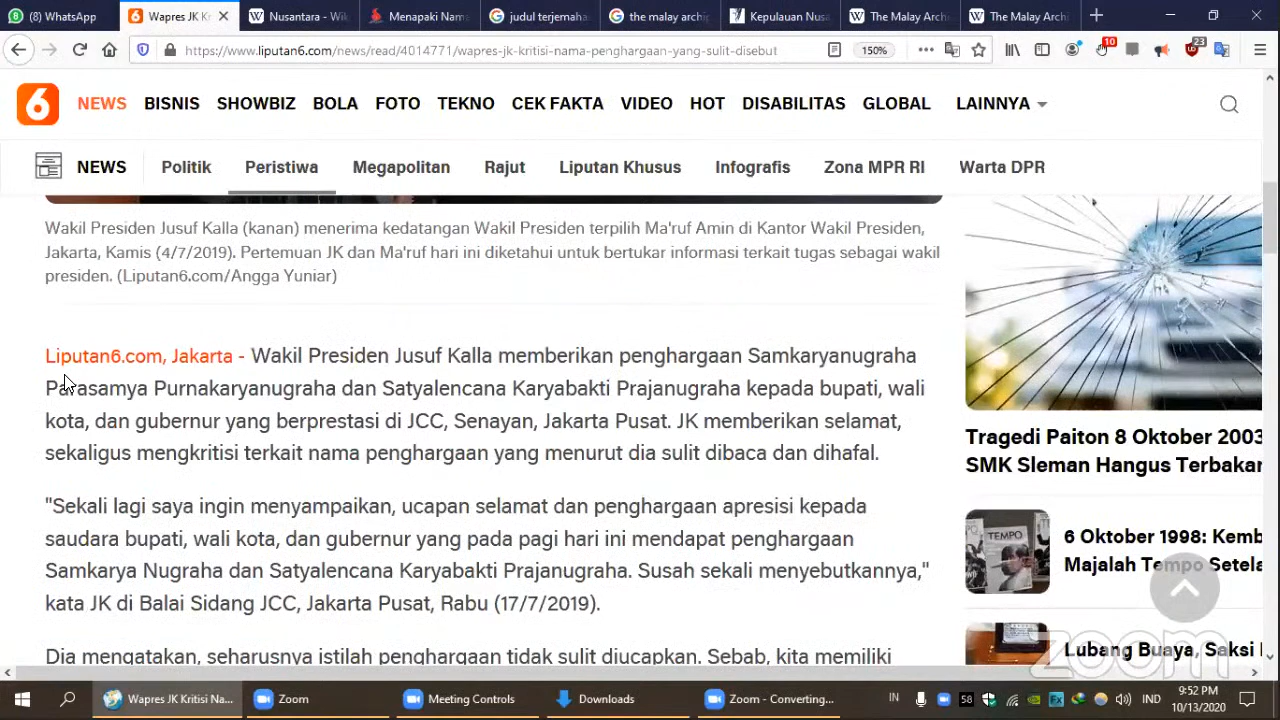 (8) WhatsApp
Wapres JK Kr
Nusantara - Wik
Menapaki Nama
judul terjemaha
the malay archip
Kepulauan Nusa
The Malay Arch
The Malay Archi
https://www.liputan6.com/news/read/4014771/wapres-jk-kritisi-nama-penghargaan-yang-sulit-disebut
150%
10
23
6
NEWS BISNIS SHOWBIZ BOLA FOTO TEKNO CEK FAKTA VIDEO HOT DISABILITAS GLOBAL LAINNYA
NEWS Politik Peristiwa Megapolitan Rajut Liputan Khusus Infografis Zona MPR RI Warta DPR
Wakil Presiden Jusuf Kalla (kanan) menerima kedatangan Wakil Presiden terpilih Ma'ruf Amin di Kantor Wakil Presiden,
Jakarta, Kamis (4/7/2019). Pertemuan JK dan Ma'ruf hari ini diketahui untuk bertukar informasi terkait tugas sebagai wakil
presiden. (Liputan6.com/Angga Yuniar)
Liputan6.com, Jakarta - Wakil Presiden Jusuf Kalla memberikan penghargaan Samkaryanugraha
Parasamya Purnakaryanugraha dan Satyalencana Karyabakti Prajanugraha kepada bupati, wali
kota, dan gubernur yang berprestasi di JCC, Senayan, Jakarta Pusat. JK memberikan selamat,
sekaligus mengkritisi terkait nama penghargaan yang menurut dia sulit dibaca dan dihafal.
"Sekali lagi saya ingin menyampaikan, ucapan selamat dan penghargaan apresisi kepada
saudara bupati, wali kota, dan gubernur yang pada pagi hari ini mendapat penghargaan
Samkarya Nugraha dan Satyalencana Karyabakti Prajanugraha. Susah sekali menyebutkannya,"
kata JK di Balai Sidang JCC, Jakarta Pusat, Rabu (17/7/2019).
Dia mengatakan, seharusnya istilah penghargaan tidak sulit diucapkan. Sebab, kita memiliki
Tragedi Paiton 8 Oktober 2003
SMK Sleman Hangus Terbakar
TEMPO
6 Oktober 1998: Kemb
Majalah Tempo Setela
Lubang Buaya, Saksi
zoom
Wapres JK Kritisi Na...
Zoom
Meeting Controls
Downloads
Zoom - Converting...
IN
58
IND
9:52 PM
10/13/2020